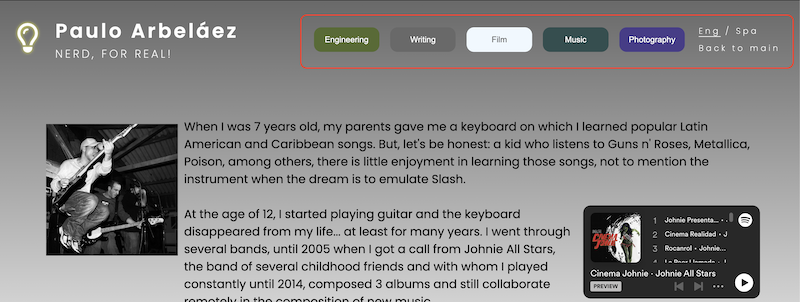 Paulo Arbeláez
NERD, FOR REAL!
Engineering
Writing
Film
Music
Photography
Eng / Spa
Back to main
When I was 7 years old, my parents gave me a keyboard on which I learned popular Latin
American and Caribbean songs. But, let's be honest: a kid who listens to Guns n' Roses, Metallica,
Poison, among others, there is little enjoyment in learning those songs, not to mention the
instrument when the dream is to emulate Slash.
At the age of 12, I started playing guitar and the keyboard
disappeared from my life... at least for many years. I went through
several bands, until 2005 when I got a call from Johnie All Stars,
the band of several childhood friends and with whom I played
constantly until 2014, composed 3 albums and still collaborate
remotely in the composition of new music.
1 Johnie Presenta... · J
2 Cinema Realidad · J
3 Rocanrol · Johnie...
Cinema Johnie · Johnie All Stars
PREVIEW